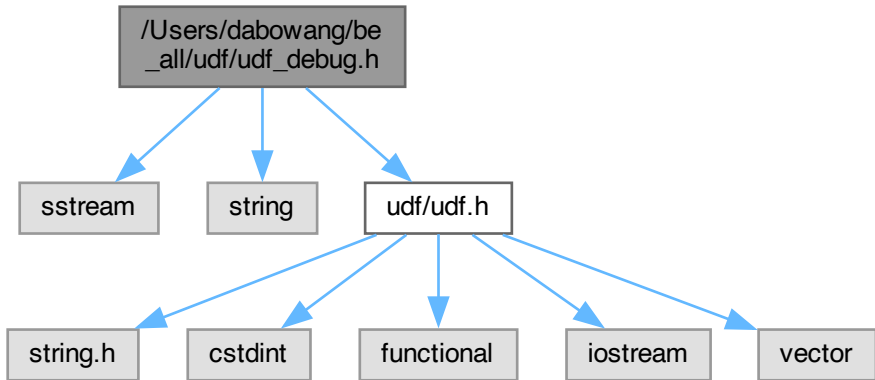 /Users/dabowang/be
_all/udf/udf_debug.h
sstream
string
udf/udf.h
string.h
cstdint
functional
iostream
vector